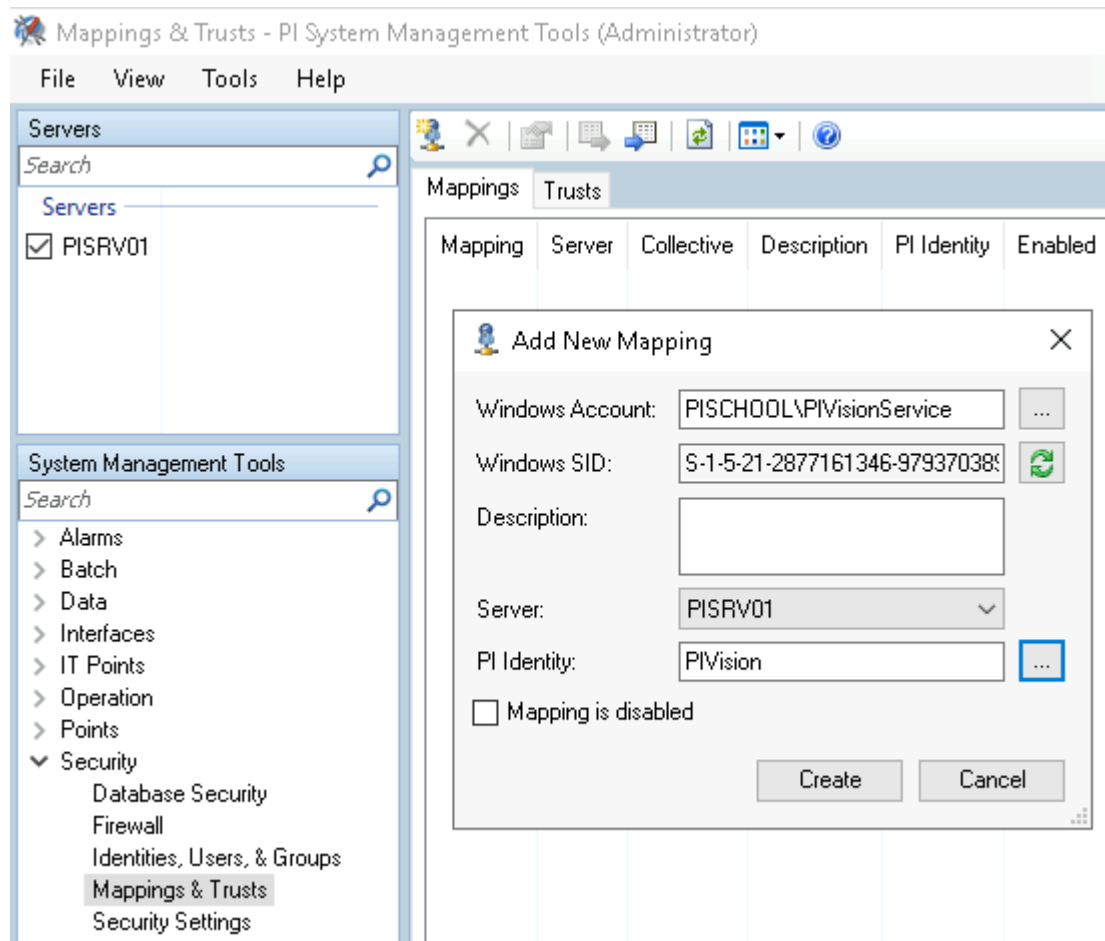 Mappings & Trusts - PI System Management Tools (Administrator)
File View Tools Help
Servers
Search
Servers
PISRV01
System Management Tools
Search
Alarms
Batch
Data
Interfaces
IT Points
Operation
Points
Security
Database Security
Firewall
Identities, Users, & Groups
Mappings & Trusts
Security Settings
Mappings Trusts
Mapping Server Collective Description PI Identity Enabled
Add New Mapping
Windows Account: PISCHOOL\PIVisionService ...
Windows SID: S-1-5-21-2877161346-979370389
Description:
Server: PISRV01
PI Identity: PIVision ...
Mapping is disabled
Create Cancel